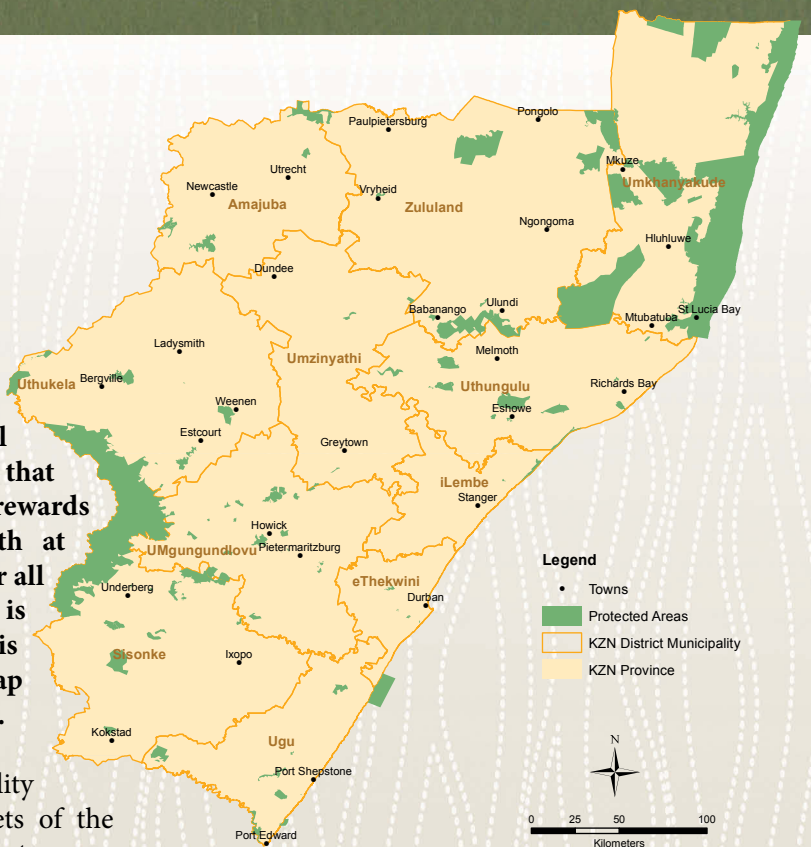 Pongolo
Paulpietersburg
Mkuze
Utrecht
Umkhanyakude
Newcastle
Vryheid
Amajuba
Zululand
Ngongoma
Hluhluwe
Dundee
Babanango
Ulundi
St Lucia Bay
Mtubatuba
Ladysmith
Melmoth
Umzinyathi
Uthukela
Bergville
Uthungulu
Richards Bay
Weenen
Eshowe
Estcourt
Greytown
that
rewards
iLembe
Stanger
th at
Howick
UMgungundlovu
Pietermaritzburg
r all
eThekwini
Underberg
Durban
is
is
Sisonke
Ixopo
ap
Kokstad
Ugu
Port Shepstone
lity
ets of the
Port Edward
Legend
Towns
Protected Areas
KZN District Municipality
KZN Province
N
0 25 50 100
Kilometers